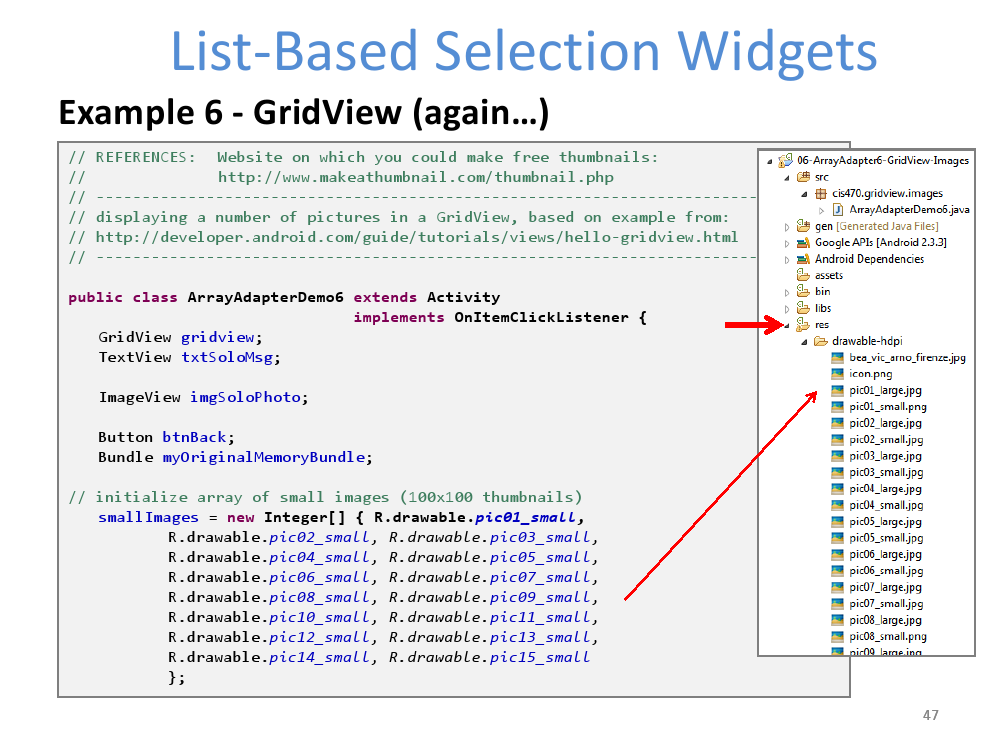 List-Based Selection Widgets
Example 6 - GridView (again…)
// REFERENCES:  Website on which you could make free thumbnails:
//              http://www.makeathumbnail.com/thumbnail.php
// ------------------------------------------------------------------------
// displaying a number of pictures in a GridView, based on example from:
// http://developer.android.com/guide/tutorials/views/hello-gridview.html
// ------------------------------------------------------------------------
public class ArrayAdapterDemo6 extends Activity
implements OnItemClickListener {
GridView gridview;
TextView txtSoloMsg;
ImageView imgSoloPhoto;
Button btnBack;
Bundle myOriginalMemoryBundle;
// initialize array of small images (100x100 thumbnails)
smallImages = new Integer[] { R.drawable.pic01_small,
R.drawable.pic02_small, R.drawable.pic03_small,
R.drawable.pic04_small, R.drawable.pic05_small,
R.drawable.pic06_small, R.drawable.pic07_small,
R.drawable.pic08_small, R.drawable.pic09_small,
R.drawable.pic10_small, R.drawable.pic11_small,
R.drawable.pic12_small, R.drawable.pic13_small,
R.drawable.pic14_small, R.drawable.pic15_small
};
06-ArrayAdapter6-GridView-Images
src
cis470.gridview.images
ArrayAdapterDemo6.java
gen [Generated Java Files]
Google APIs [Android 2.3.3]
Android Dependencies
assets
bin
libs
res
drawable-hdpi
bea_vic_arno_firenze.jpg
icon.png
pic01_large.jpg
pic01_small.png
pic02_large.jpg
pic02_small.jpg
pic03_large.jpg
pic03_small.jpg
pic04_large.jpg
pic04_small.jpg
pic05_large.jpg
pic05_small.jpg
pic06_large.jpg
pic06_small.jpg
pic07_large.jpg
pic07_small.jpg
pic08_large.jpg
pic08_small.png
pic09_large.jpg
47